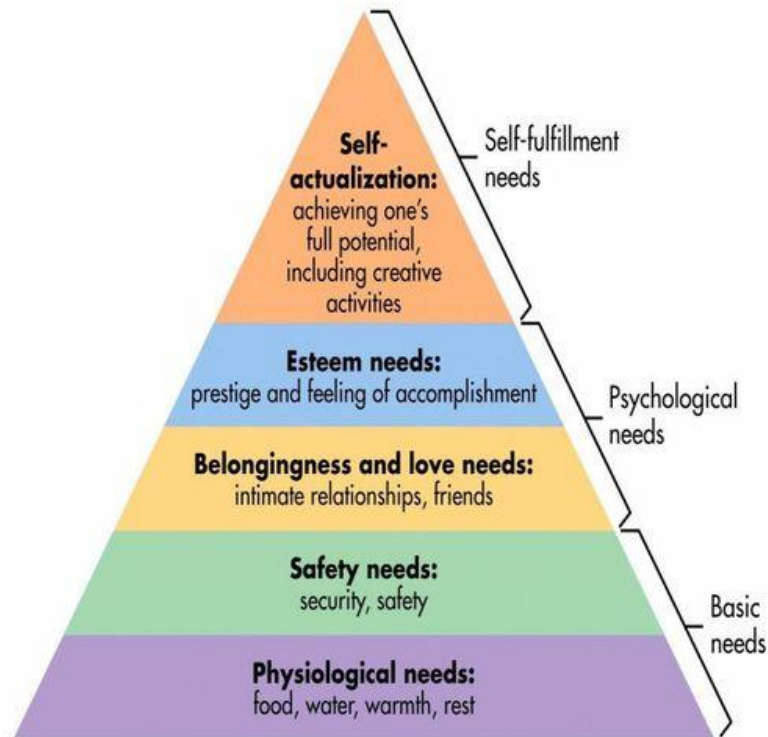 Self-
actualization:
achieving one's
full potential,
including creative
activities
Self-fulfillment
needs
Esteem needs:
prestige and feeling of accomplishment
Psychological
needs
Belongingness and love needs:
intimate relationships, friends
Safety needs:
security, safety
Basic
needs
Physiological needs:
food, water, warmth, rest